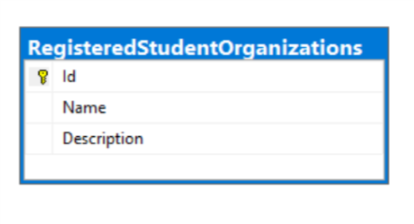 RegisteredStudentOrganizations
Id
Name
Description